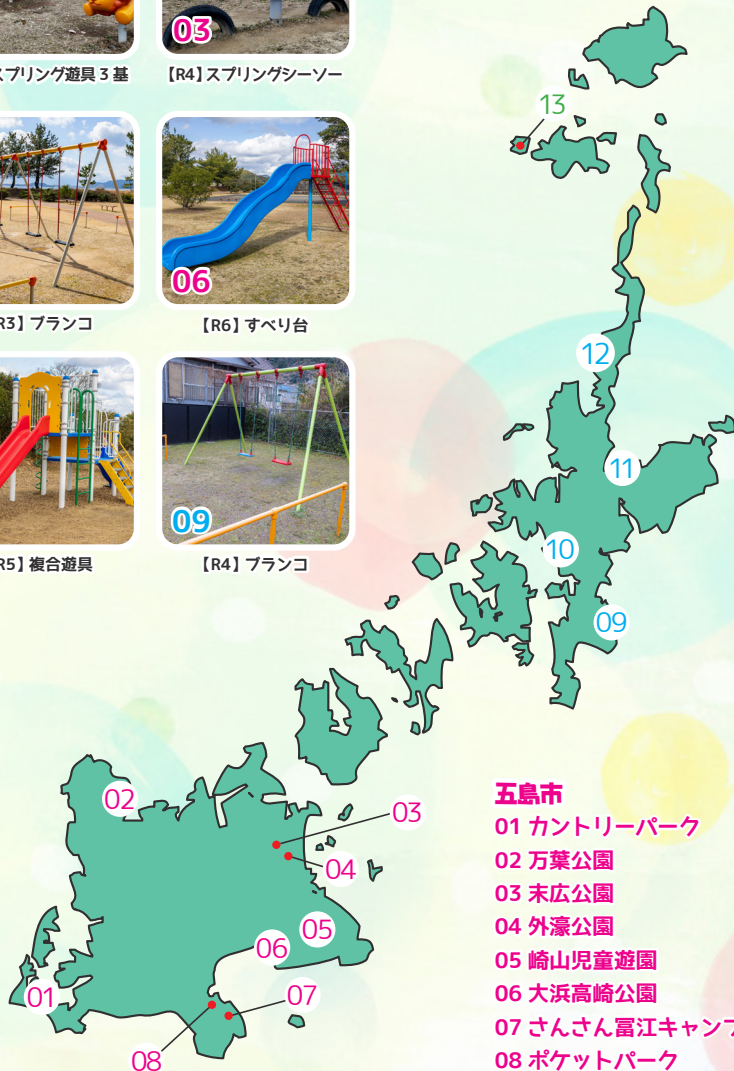 スプリング遊具3基
03
【R4】スプリングシーソー
R3】ブランコ
06
【R6】すべり台
R5】複合遊具
09
【R4】ブランコ
13
12
11
10
09
02
03
04
05
06
01
07
08
五島市
01 カントリーパーク
02 万葉公園
03 末広公園
04 外濠公園
05 崎山児童遊園
06 大浜高崎公園
07 さんさん富江キャンプ
08 ポケットパーク